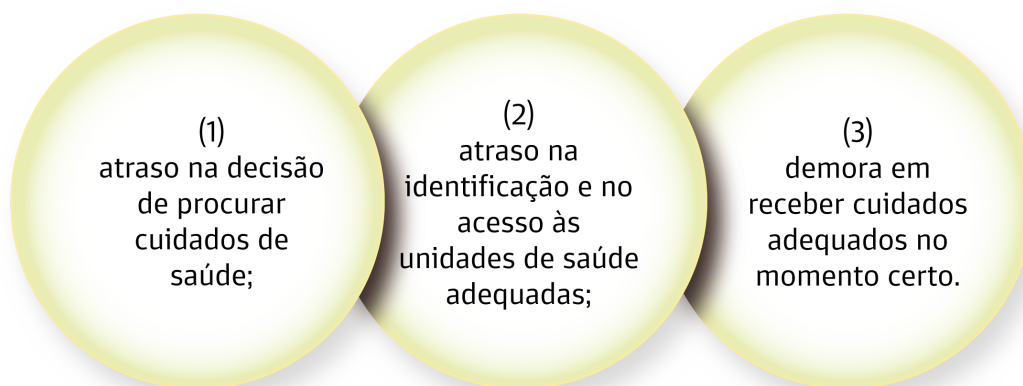 (1)
atraso na decisão
de procurar
cuidados de
saúde;
(2)
atraso na
identificação e no
acesso às
unidades de saúde
adequadas;
(3)
demora em
receber cuidados
adequados no
momento certo.